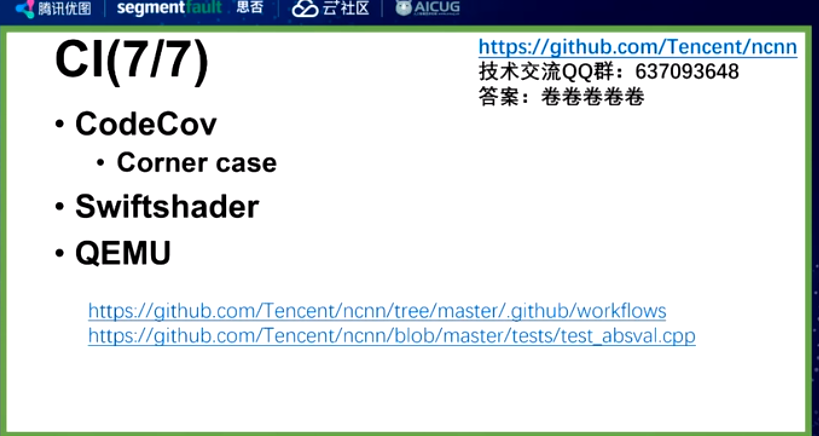 腾讯优图 segmentfault 思否 云+社区 AICUG
CI(7/7)
https://github.com/Tencent/ncnn
技术交流QQ群：637093648
答案：卷卷卷卷卷
• CodeCov
• Corner case
• Swiftshader
• QEMU
https://github.com/Tencent/ncnn/tree/master/.github/workflows
https://github.com/Tencent/ncnn/blob/master/tests/test_absval.cpp